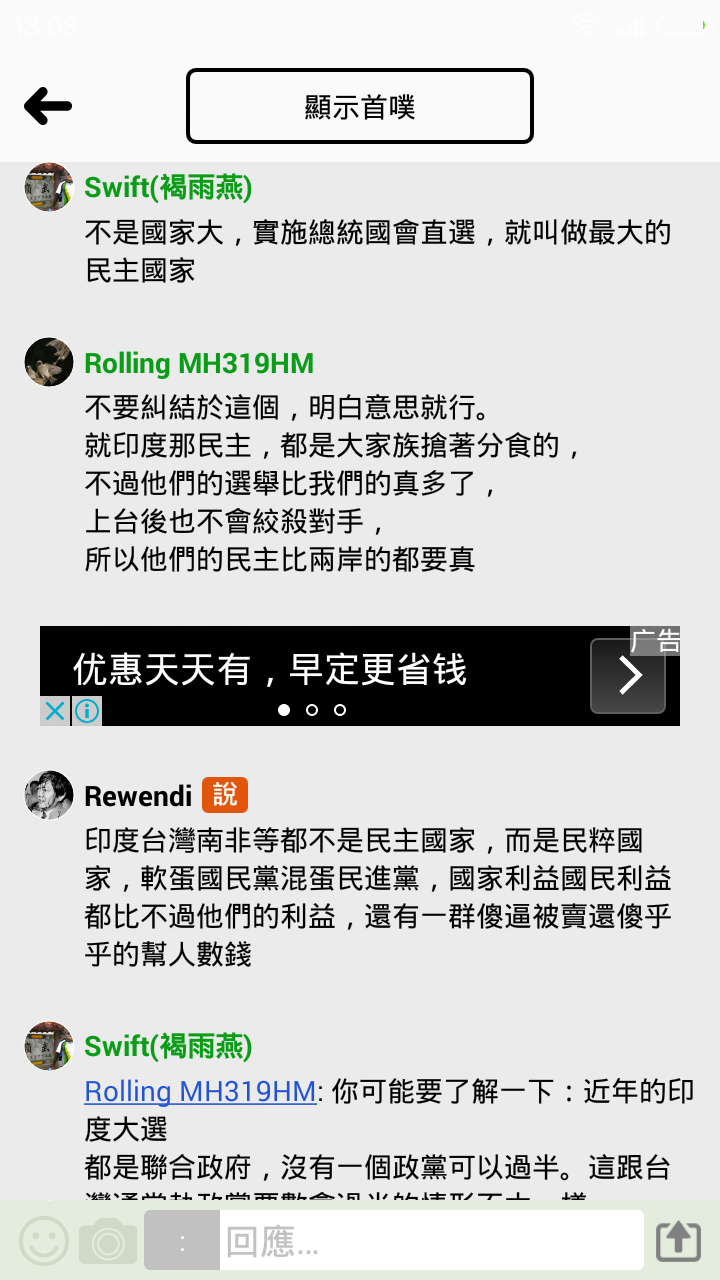 13:08
顯示首噗
Swift(褐雨燕)
不是國家大，實施總統國會直選，就叫做最大的
民主國家
Rolling MH319HM
不要糾結於這個，明白意思就行。
就印度那民主，都是大家族搶著分食的，
不過他們的選舉比我們的真多了，
上台後也不會絞殺對手，
所以他們的民主比兩岸的都要真
广告
优惠天天有，早定更省钱
Rewendi 說
印度台灣南非等都不是民主國家，而是民粹國
家，軟蛋國民黨混蛋民進黨，國家利益國民利益
都比不過他們的利益，還有一群傻逼被賣還傻乎
乎的幫人數錢
Swift(褐雨燕)
Rolling MH319HM: 你可能要了解一下：近年的印
度大選
都是聯合政府，沒有一個政黨可以過半。這跟台
:
回應...